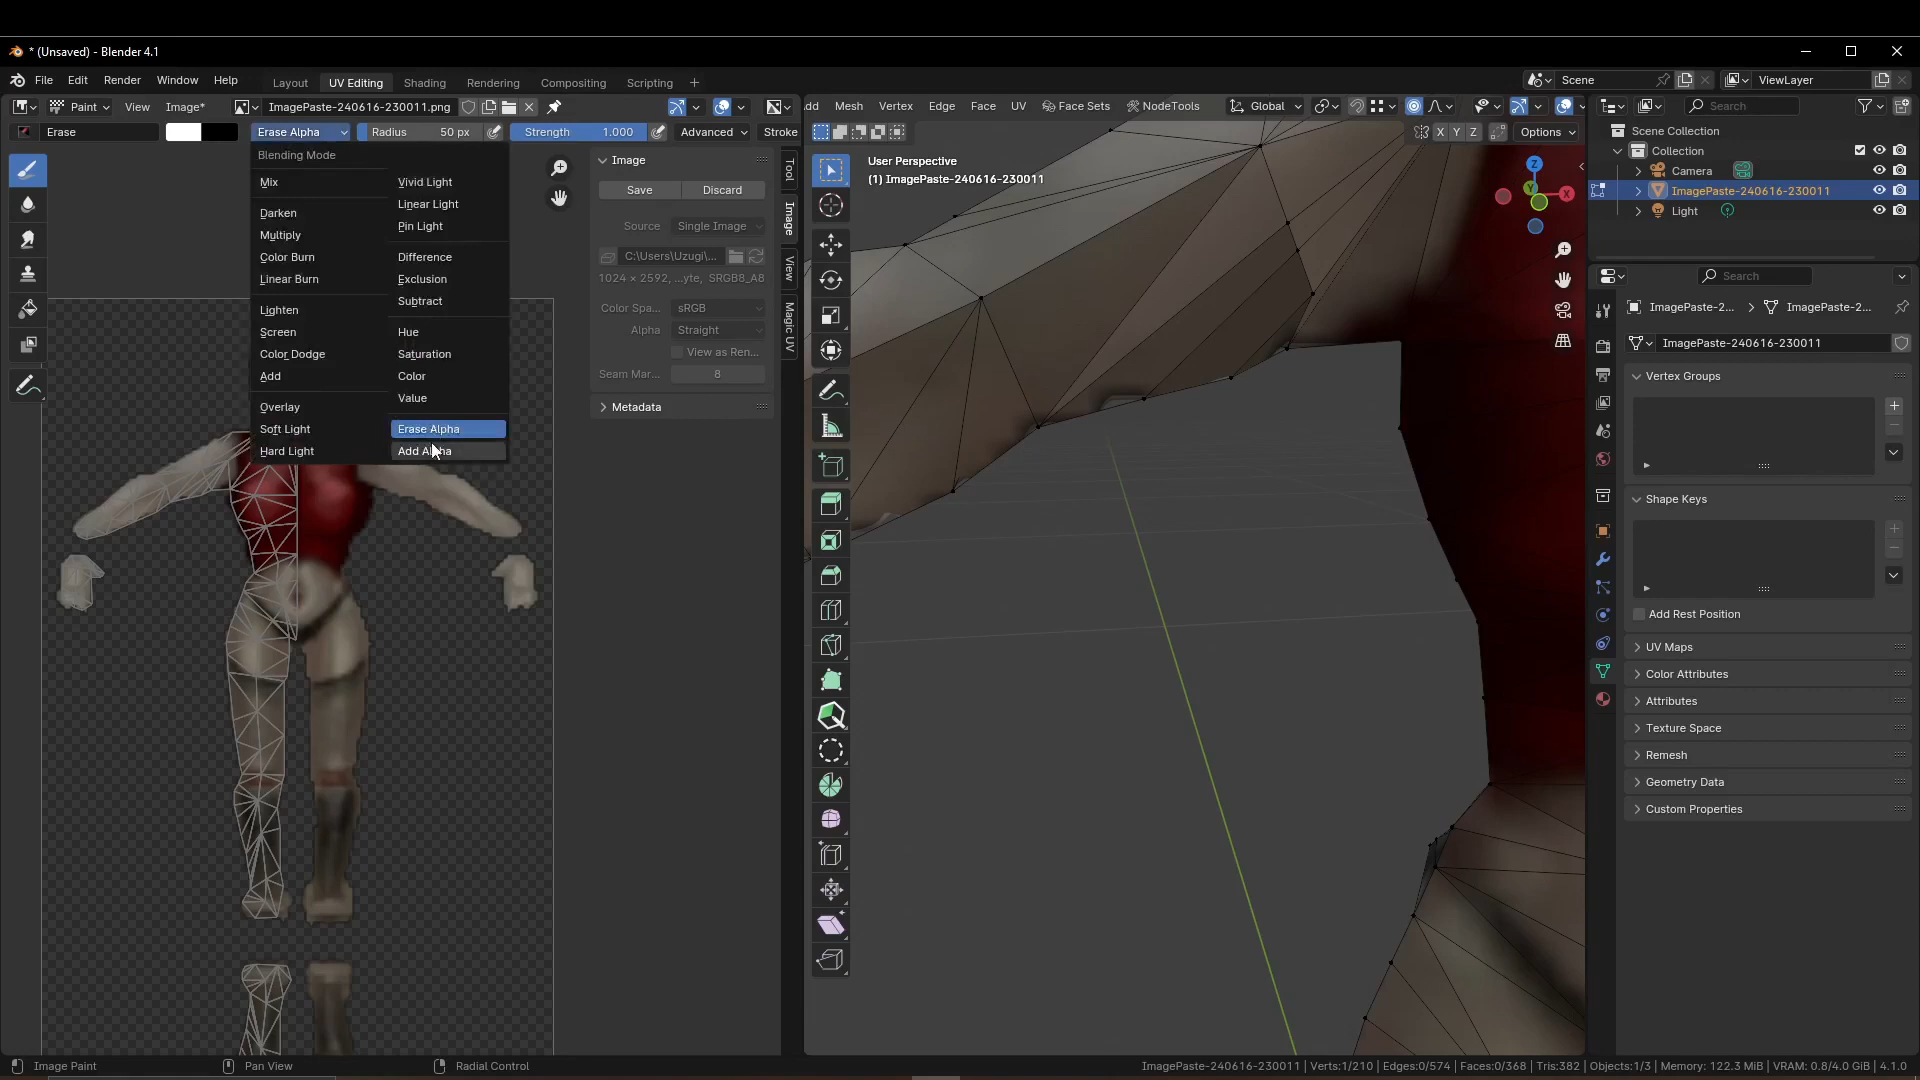 * (Unsaved) - Blender 4.1
File Edit Render Window Help
Layout UV Editing Shading Rendering Compositing Scripting +
Scene
ViewLayer
Paint View Image* ImagePaste-240616-230011.png
Mesh Vertex Edge Face UV Face Sets NodeTools Global
Search
Erase Erase Alpha Radius 50 px Strength 1.000 Advanced Stroke
X Y Z Options
Blending Mode
Mix
Darken
Multiply
Color Burn
Linear Burn
Lighten
Screen
Color Dodge
Add
Overlay
Soft Light
Hard Light
Vivid Light
Linear Light
Pin Light
Difference
Exclusion
Subtract
Hue
Saturation
Color
Value
Erase Alpha
Add Alpha
Image
Save Discard
Source Single Image
C:\Users\Uzugi\...
1024 × 2592, ...yte, SRGB8_A8
Color Spa... sRGB
Alpha Straight
View as Ren...
Seam Mar... 8
Metadata
Tool
Image
View
Magic UV
User Perspective
(1) ImagePaste-240616-230011
Z
X
Y
Scene Collection
Collection
Camera
ImagePaste-240616-230011
Light
Search
ImagePaste-2... ImagePaste-2...
ImagePaste-240616-230011
Vertex Groups
Shape Keys
Add Rest Position
UV Maps
Color Attributes
Attributes
Texture Space
Remesh
Geometry Data
Custom Properties
Image Paint Pan View Radial Control
ImagePaste-240616-230011 | Verts:1/210 | Edges:0/574 | Faces:0/368 | Tris:382 | Objects:1/3 | Memory: 122.3 MiB | VRAM: 0.8/4.0 GiB | 4.1.0